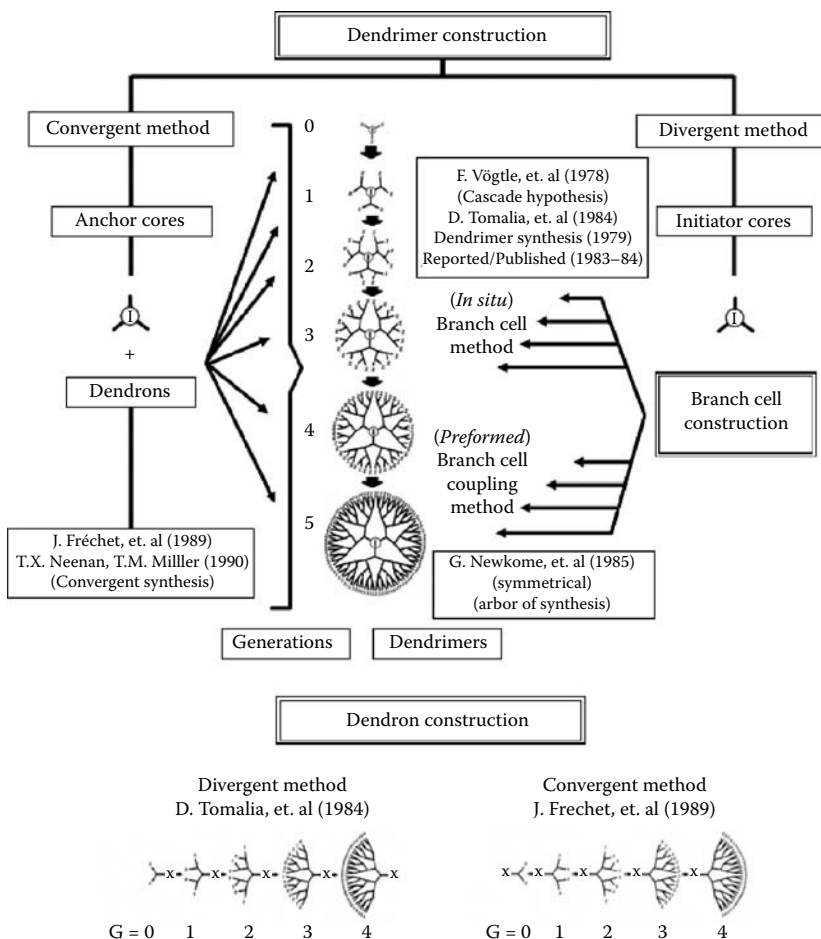 Dendrimer construction
Convergent method
Divergent method
Anchor cores
Initiator cores
I
+
Dendrons
J. Fréchet, et. al (1989)
T.X. Neenan, T.M. Milller (1990)
(Convergent synthesis)
0
1
2
3
4
5
F. Vögtle, et. al (1978)
(Cascade hypothesis)
D. Tomalia, et. al (1984)
Dendrimer synthesis (1979)
Reported/Published (1983–84)
(In situ)
Branch cell
method
(Preformed)
Branch cell
coupling
method
I
Branch cell
construction
G. Newkome, et. al (1985)
(symmetrical)
(arbor of synthesis)
Generations
Dendrimers
Dendron construction
Divergent method
D. Tomalia, et. al (1984)
X X X X X
G = 0 1 2 3 4
Convergent method
J. Frechet, et. al (1989)
X X X X X
G = 0 1 2 3 4